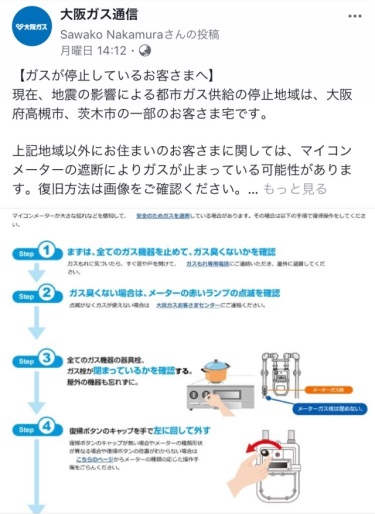 大阪ガス
大阪ガス通信
Sawako Nakamuraさんの投稿
月曜日 14:12・
【ガスが停止しているお客さまへ】
現在、地震の影響による都市ガス供給の停止地域は、大阪
府高槻市、茨木市の一部のお客さま宅です。
上記地域以外にお住まいのお客さまに関しては、マイコン
メーターの遮断によりガスが止まっている可能性がありま
す。復旧方法は画像をご確認ください。... もっと見る
マイコンメーターが大きな揺れなどを感知して、安全のためガスを遮断している場合があります。その場合は以下の手順で復帰操作をしてください。
Step 1
まずは、全てのガス機器を止めて、ガス臭くないかを確認
ガスもれに気づいたら、すぐ窓や戸を開けて、ガスもれ専用電話にご連絡いただき、屋外に避難してください。
Step 2
ガス臭くない場合は、メーターの赤いランプの点滅を確認
点滅がなくガスが使えない場合は 大阪ガスお客さまセンターにご連絡ください。
Step 3
全てのガス機器の器具栓、
ガス栓が閉まっているかを確認する。
屋外の機器も忘れずに。
メーターガス栓
メーターガス栓は閉めない。
Step 4
復帰ボタンのキャップを手で左に回して外す
復帰ボタンのキャップが無い場合やメーターの種類形状
が異なる場合や復帰ボタンの位置がわからない場合は
こちらのページからメーターの種類の応じた操作手
順をごらんください。